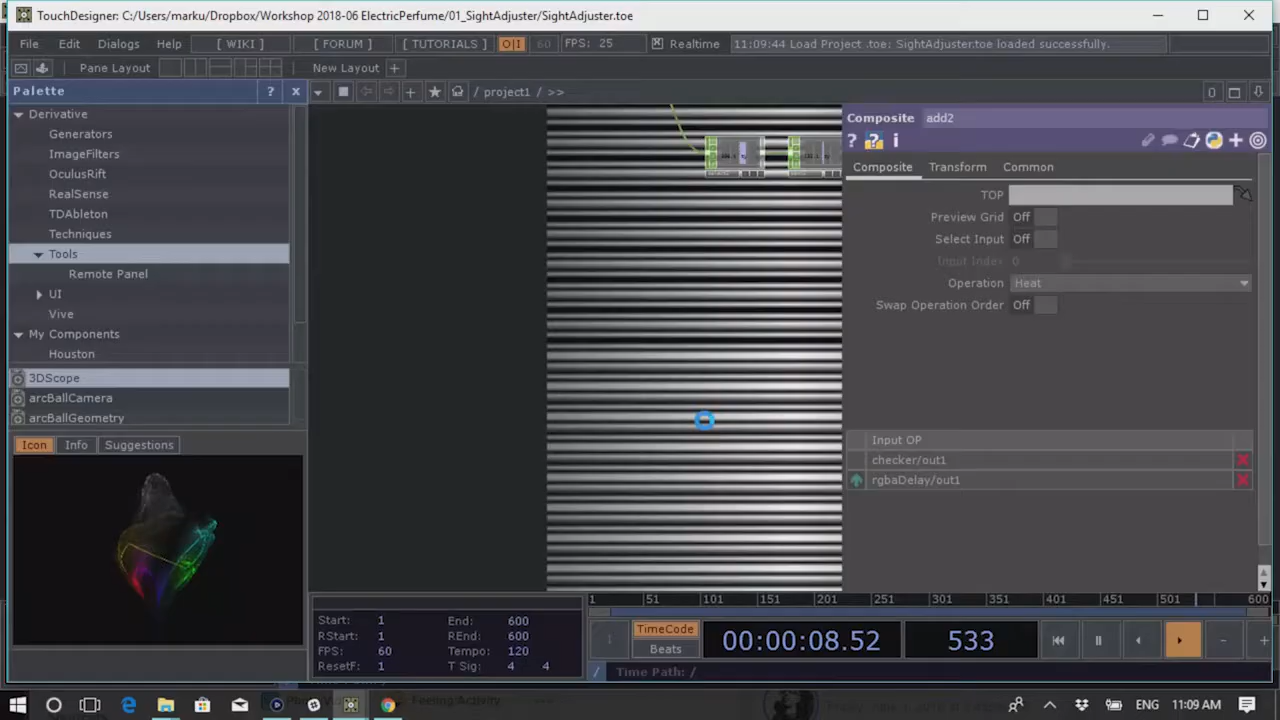 TouchDesigner: C:/Users/marku/Dropbox/Workshop 2018-06 ElectricPerfume/01_SightAdjuster/SightAdjuster.toe
File Edit Dialogs Help [ WIKI ] [ FORUM ] [ TUTORIALS ] O|I 60 FPS: 25 Realtime 11:09:44 Load Project .toe: SightAdjuster.toe loaded successfully.
Pane Layout New Layout +
Palette ? x
/ project1 / >> 0
Derivative
Generators
ImageFilters
OculusRift
RealSense
TDAbleton
Techniques
Tools
Remote Panel
UI
Vive
My Components
Houston
3DScope
arcBallCamera
arcBallGeometry
Icon Info Suggestions
Composite add2
? ? i
Composite Transform Common
TOP
Preview Grid Off
Select Input Off
Input Index 0
Operation Heat
Swap Operation Order Off
Input OP
checker/out1
rgbaDelay/out1
1 51 101 151 201 251 301 351 401 451 501 600
Start: 1 End: 600
RStart: 1 REnd: 600
FPS: 60 Tempo: 120
ResetF: 1 T Sig: 4 4
TimeCode
Beats
00:00:08.52 533
/ Time Path: /
Feeling/Activity
ENG 11:09 AM